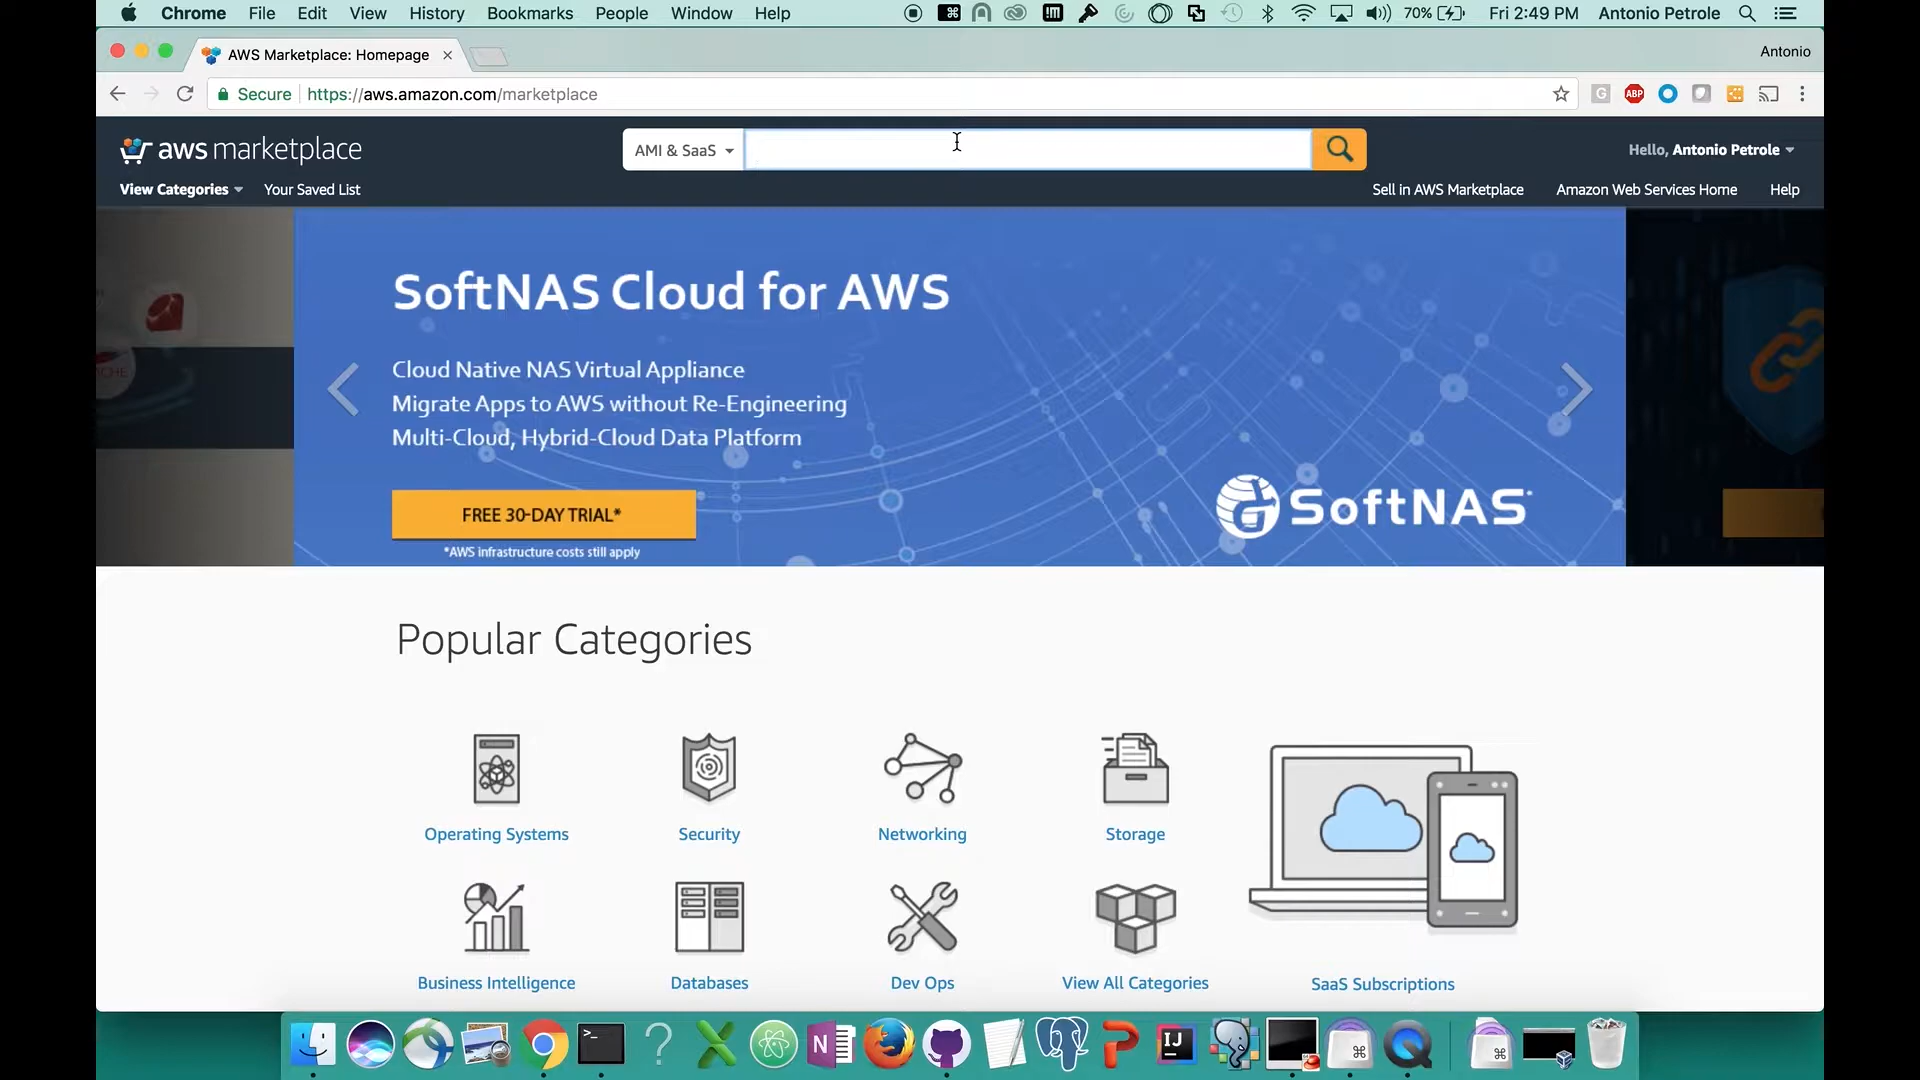 Chrome File Edit View History Bookmarks People Window Help 70% Fri 2:49 PM Antonio Petrole
AWS Marketplace: Homepage Antonio
Secure https://aws.amazon.com/marketplace G ABP
aws marketplace AMI & SaaS Hello, Antonio Petrole
View Categories Your Saved List Sell in AWS Marketplace Amazon Web Services Home Help
SoftNAS Cloud for AWS
Cloud Native NAS Virtual Appliance
Migrate Apps to AWS without Re-Engineering
Multi-Cloud, Hybrid-Cloud Data Platform
SoftNAS
FREE 30-DAY TRIAL*
*AWS infrastructure costs still apply
Popular Categories
Operating Systems Security Networking Storage
Business Intelligence Databases Dev Ops View All Categories SaaS Subscriptions